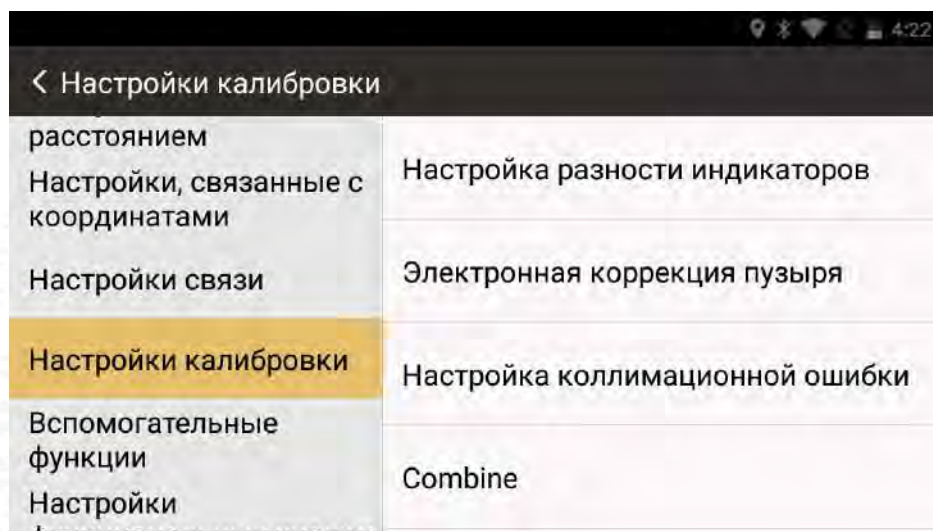 4:22
Настройки калибровки
расстоянием
Настройки, связанные с
координатами
Настройки связи
Настройки калибровки
Вспомогательные
функции
Настройки
Настройка разности индикаторов
Электронная коррекция пузыря
Настройка коллимационной ошибки
Combine